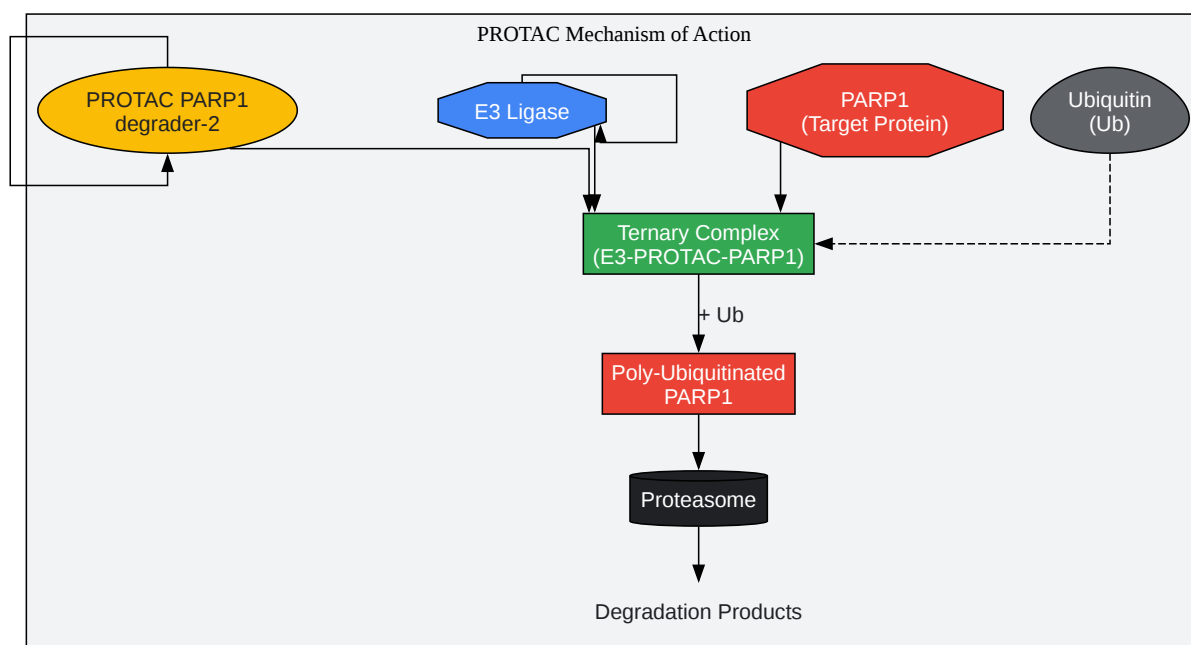 PROTAC Mechanism of Action
PROTAC PARP1
degrader-2
E3 Ligase
PARP1
(Target Protein)
Ubiquitin
(Ub)
Ternary Complex
(E3-PROTAC-PARP1)
+ Ub
Poly-Ubiquitinated
PARP1
Proteasome
Degradation Products